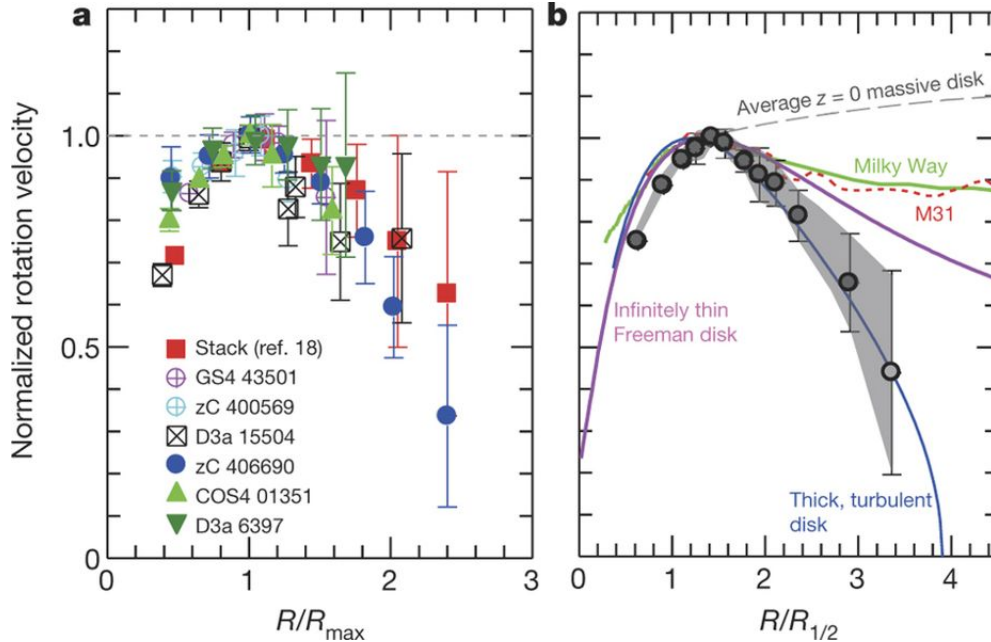 a
Normalized rotation velocity
1.0
0.5
0
Stack (ref. 18)
GS4 43501
zC 400569
D3a 15504
zC 406690
COS4 01351
D3a 6397
0 1 2 3
R/Rmax
b
Average z = 0 massive disk
Milky Way
M31
Infinitely thin
Freeman disk
Thick, turbulent
disk
0 1 2 3 4
R/R1/2